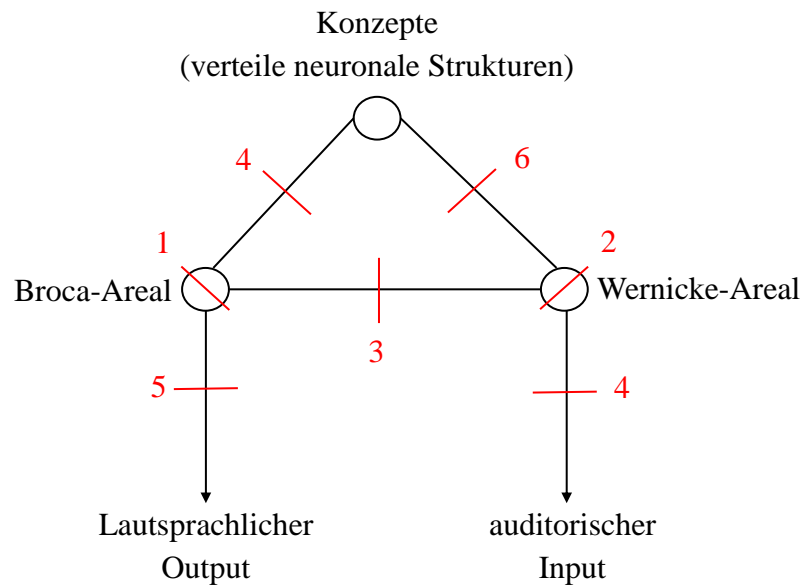 Konzepte
(verteile neuronale Strukturen)
4
6
1
2
Broca-Areal
Wernicke-Areal
3
5
4
Lautsprachlicher
Output
auditorischer
Input